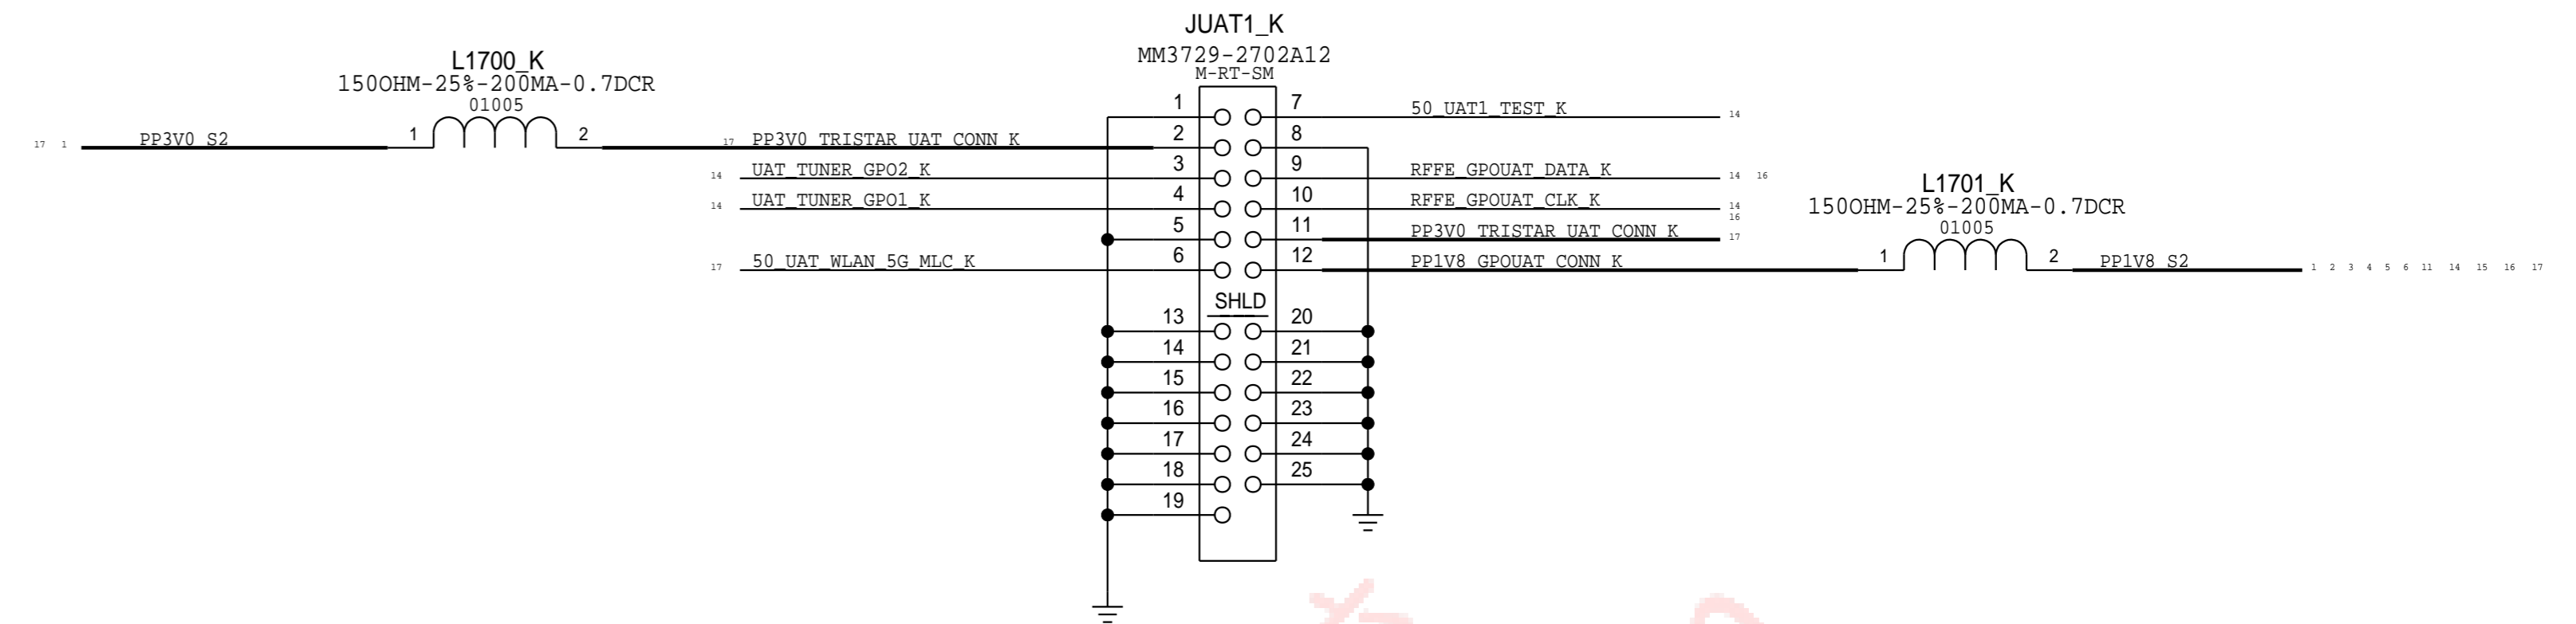 JUAT1_K
MM3729-2702A12
M-RT-SM
L1700_K
150OHM-25%-200MA-0.7DCR
01005
17 1 PP3V0_S2 1 2 17 PP3V0_TRISTAR_UAT_CONN_K 2
1
14 UAT_TUNER_GPO2_K 3
14 UAT_TUNER_GPO1_K 4
5
17 50_UAT_WLAN_5G_MLC_K 6
7 50_UAT1_TEST_K 14
8
9 RFFE_GPOUAT_DATA_K 14 16
10 RFFE_GPOUAT_CLK_K 14
16
11 PP3V0_TRISTAR_UAT_CONN_K 17
12 PP1V8_GPOUAT_CONN_K 1 2 PP1V8_S2 1 2 3 4 5 6 11 14 15 16 17
L1701_K
150OHM-25%-200MA-0.7DCR
01005
SHLD
13 20
14 21
15 22
16 23
17 24
18 25
19